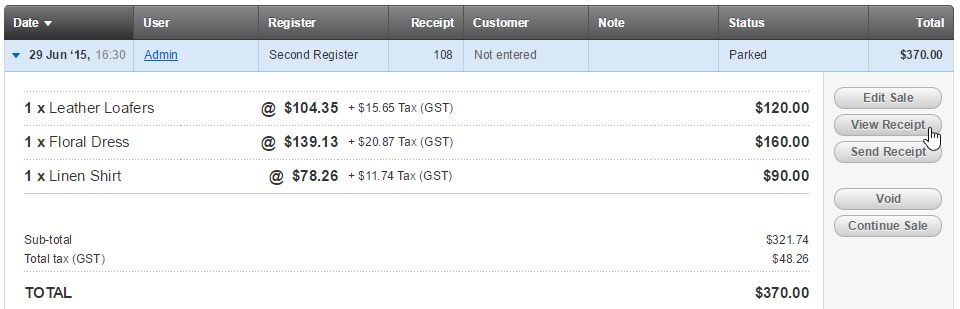 Date User Register Receipt Customer Note Status Total
29 Jun ‘15, 16:30 Admin Second Register 108 Not entered Parked $370.00
1 x Leather Loafers @ $104.35 + $15.65 Tax (GST) $120.00
Edit Sale
View Receipt
1 x Floral Dress @ $139.13 + $20.87 Tax (GST) $160.00
Send Receipt
1 x Linen Shirt @ $78.26 + $11.74 Tax (GST) $90.00
Void
Continue Sale
Sub-total $321.74
Total tax (GST) $48.26
TOTAL $370.00